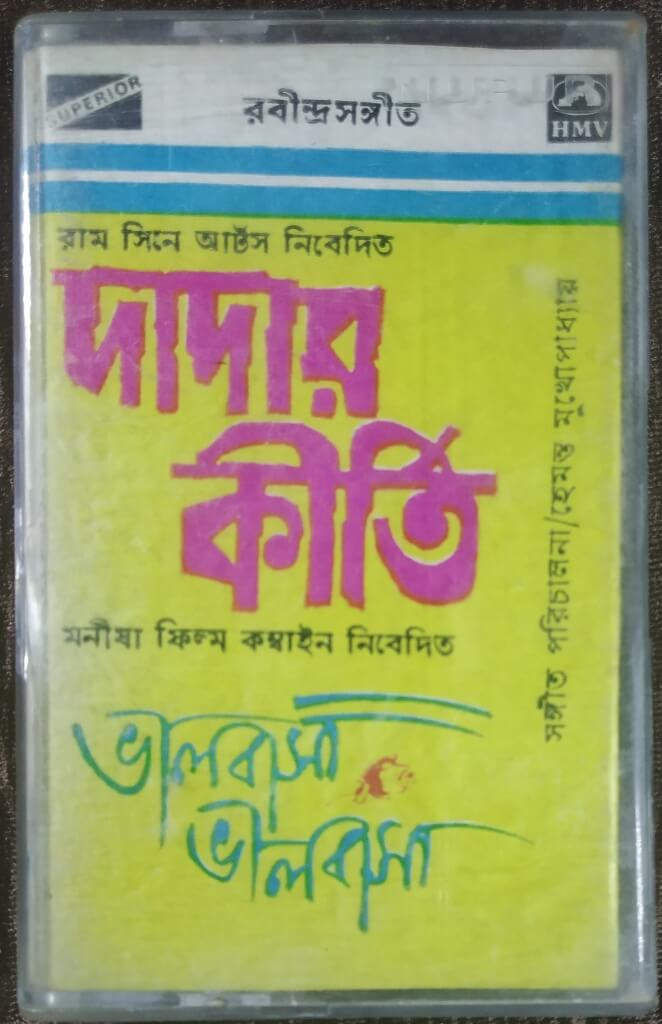 SUPERIOR
রবীন্দ্রসঙ্গীত
HMV
রাম সিনে আর্টস নিবেদিত
দাদার
কীর্তি
মনীষা ফিল্ম কম্বাইন নিবেদিত
ভালবাসা
ভালবাসা
সঙ্গীত পরিচালনা/হেমন্ত মুখোপাধ্যায়